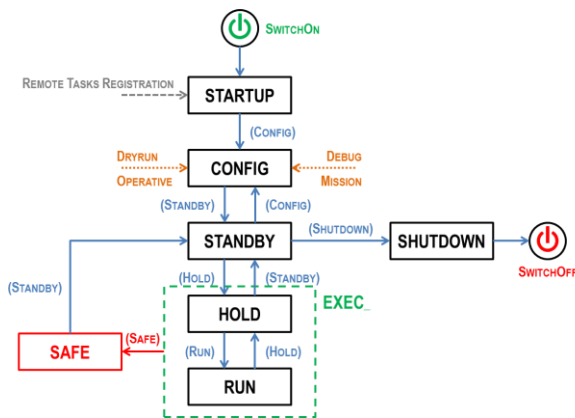 SWITCHON
REMOTE TASKS REGISTRATION
STARTUP
(CONFIG)
DRYRUN
OPERATIVE
CONFIG
DEBUG
MISSION
(STANDBY)
(CONFIG)
STANDBY
(SHUTDOWN)
SHUTDOWN
SWITCHOFF
(STANDBY)
(HOLD)
(STANDBY)
EXEC_
HOLD
SAFE
(SAFE)
(RUN)
(HOLD)
RUN